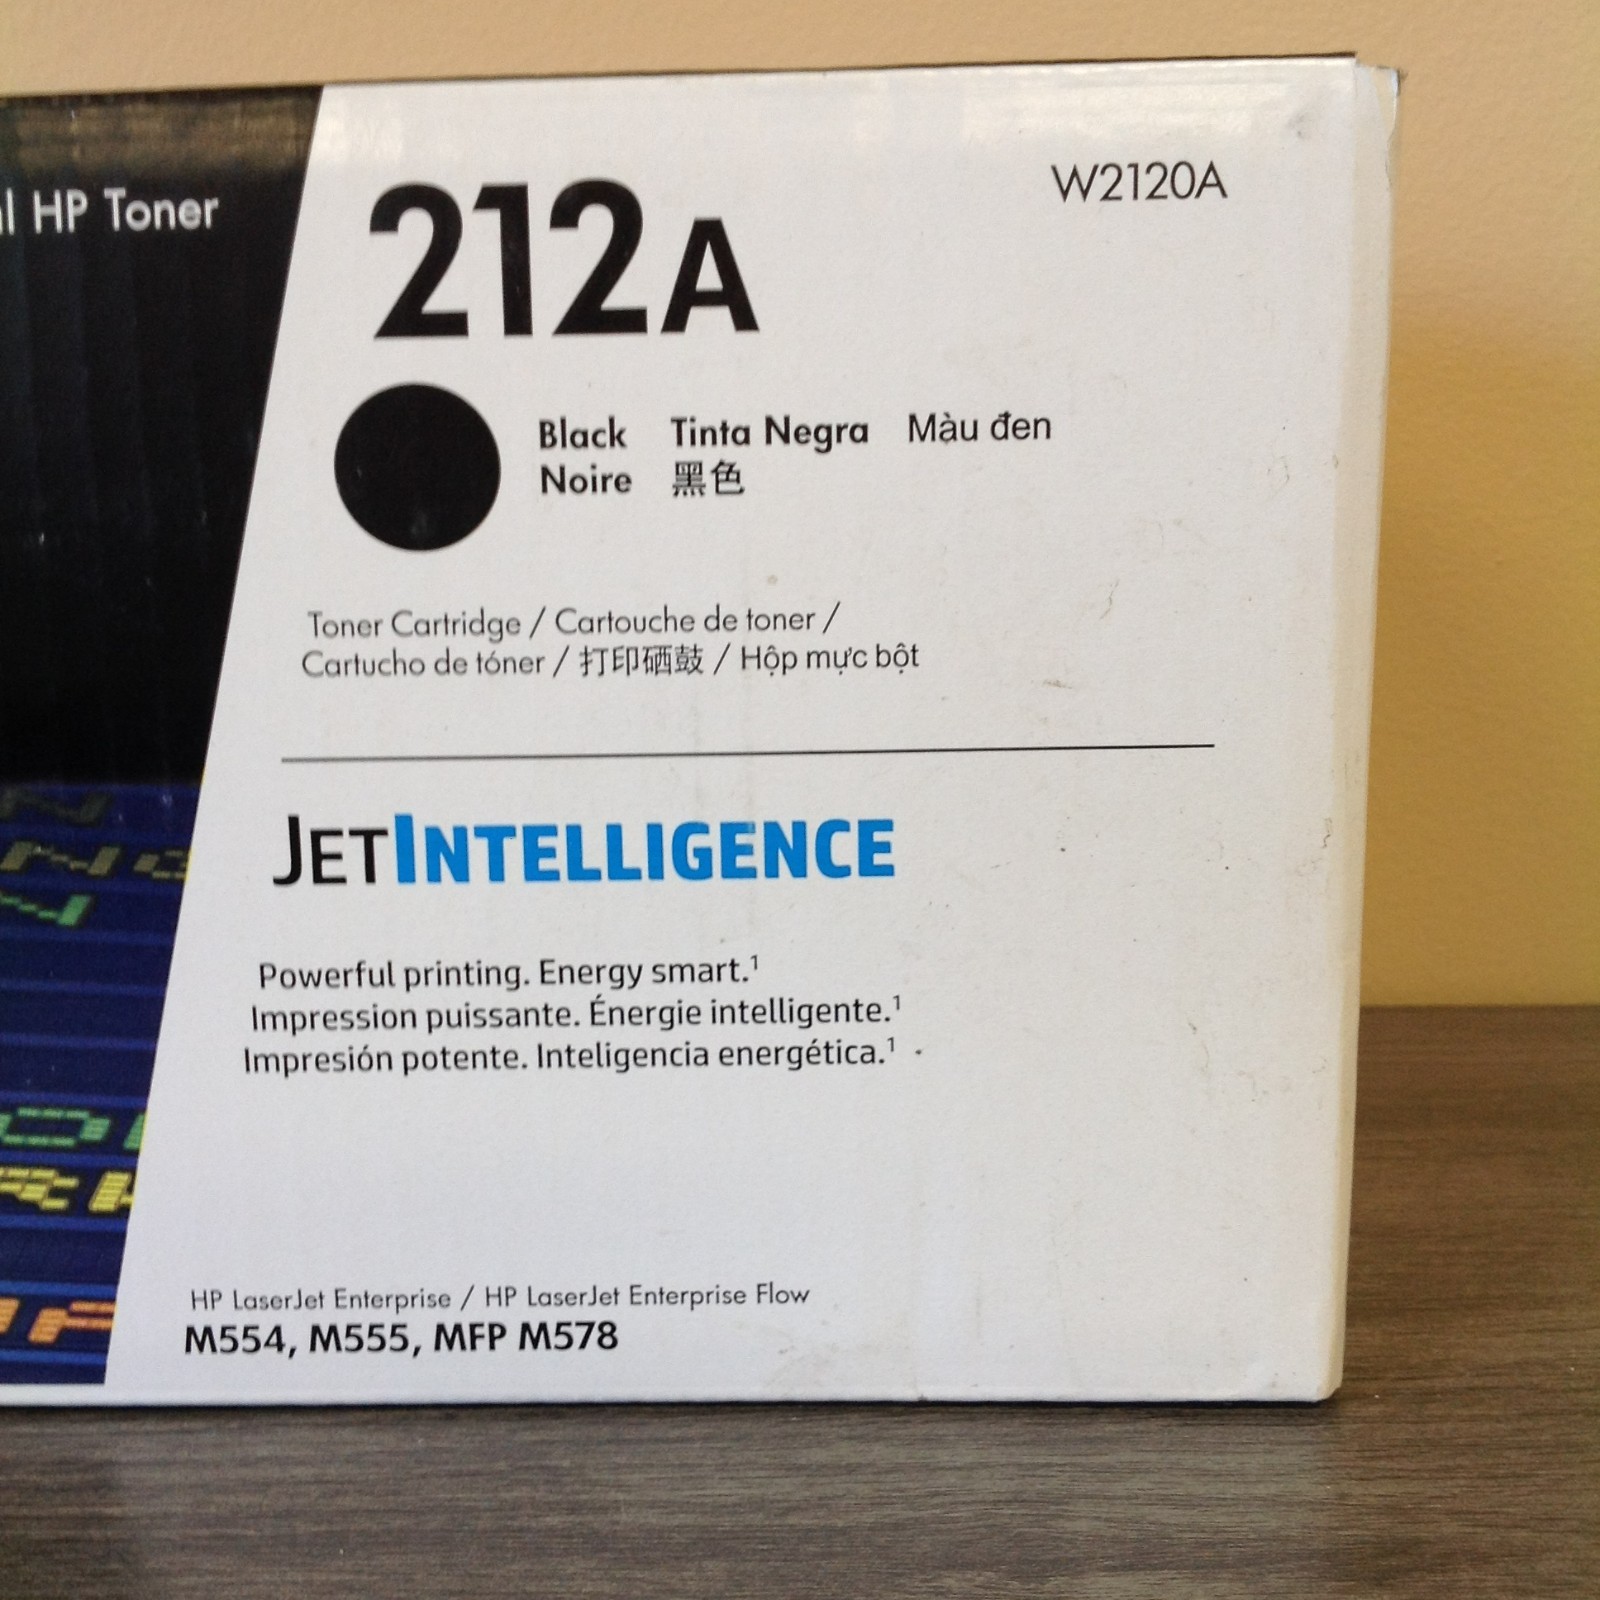 HP Toner
212A
W2120A
Black Tinta Negra Màu đen
Noire 黑色
Toner Cartridge / Cartouche de toner /
Cartucho de tóner / 打印硒鼓 / Hộp mực bột
JETINTELLIGENCE
Powerful printing. Energy smart.¹
Impression puissante. Énergie intelligente.¹
Impresión potente. Inteligencia energética.¹
HP LaserJet Enterprise / HP LaserJet Enterprise Flow
M554, M555, MFP M578